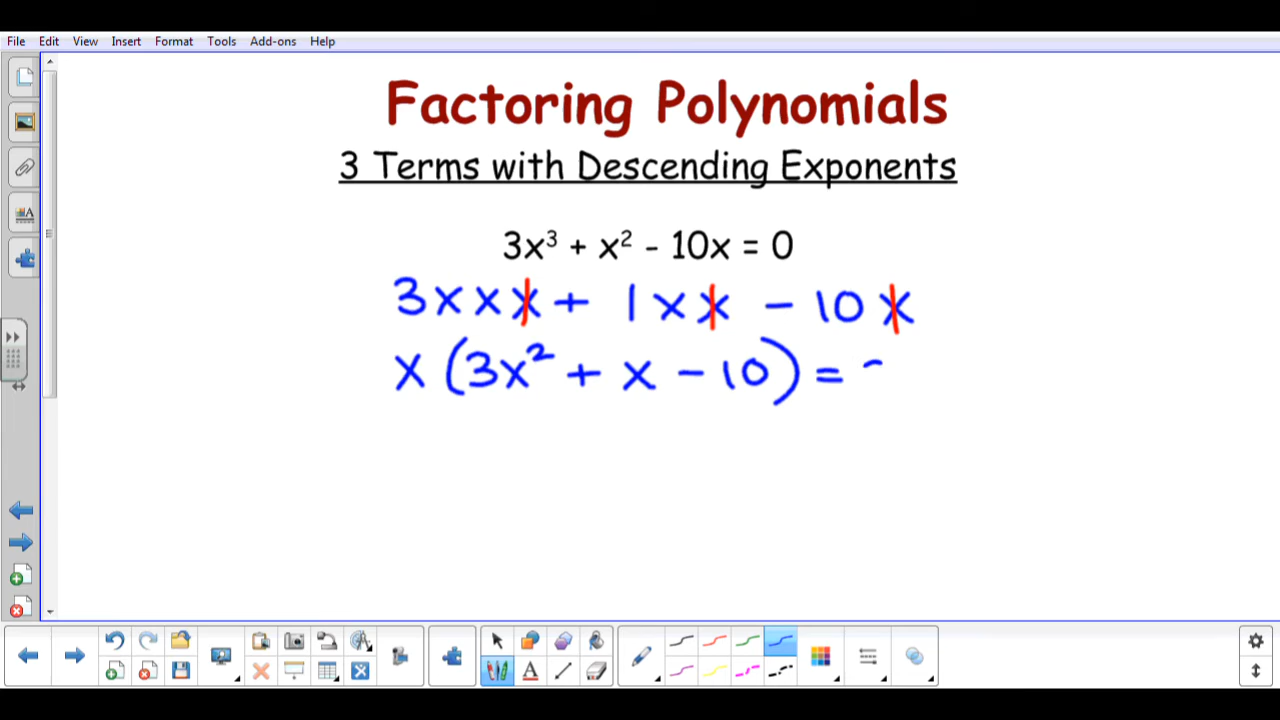 File Edit View Insert Format Tools Add-ons Help
Factoring Polynomials
3 Terms with Descending Exponents
3x³ + x² - 10x = 0
3xxx + 1xx - 10x
x(3x² + x - 10) =